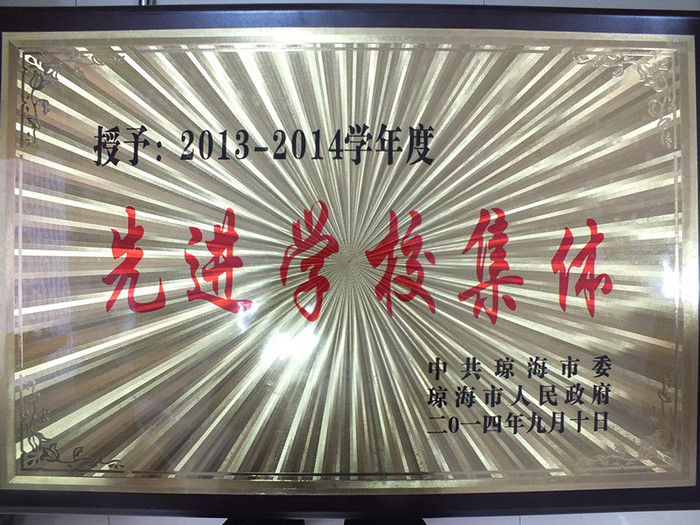 授予：2013-2014学年度
先进学校集体
中共琼海市委
琼海市人民政府
二0一四年九月十日